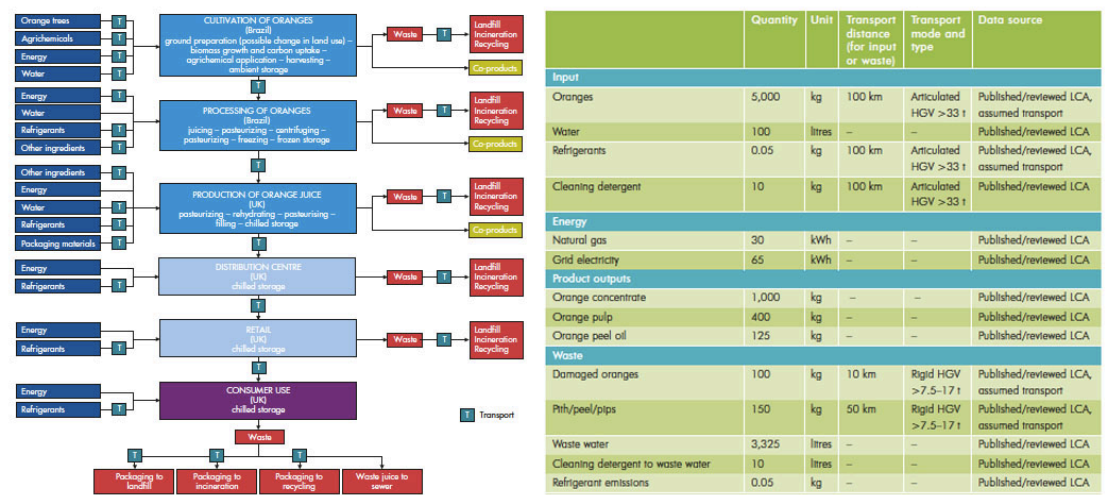 Orange trees
T
Agrichemicals
T
Energy
T
Water
T
CULTIVATION OF ORANGES
(Brazil)
ground preparation (possible change in land use) –
biomass growth and carbon uptake –
agrichemical application – harvesting –
ambient storage
Waste
T
Landfill
Incineration
Recycling
Co-products
T
Energy
T
Water
Refrigerants
T
Other ingredients
T
PROCESSING OF ORANGES
(Brazil)
juicing – pasteurizing – centrifuging –
pasteurizing – freezing – frozen storage
Waste
T
Landfill
Incineration
Recycling
Co-products
T
Other ingredients
T
Energy
Water
T
Refrigerants
T
Packaging materials
T
PRODUCTION OF ORANGE JUICE
(UK)
pasteurizing – rehydrating – pasteurising –
filling – chilled storage
Waste
T
Landfill
Incineration
Recycling
Co-products
T
Energy
Refrigerants
T
DISTRIBUTION CENTRE
(UK)
chilled storage
Waste
T
Landfill
Incineration
Recycling
T
Energy
Refrigerants
T
RETAIL
(UK)
chilled storage
Waste
T
Landfill
Incineration
Recycling
T
Energy
Refrigerants
T
CONSUMER USE
(UK)
chilled storage
T Transport
Waste
T T T
Packaging to
landfill
Packaging to
incineration
Packaging to
recycling
Waste juice to
sewer
Quantity Unit Transport Transport Data source
distance mode and
(for input type
or waste)
Input
Oranges 5,000 kg 100 km Articulated Published/reviewed LCA,
HGV >33 t assumed transport
Water 100 litres – – Published/reviewed LCA
Refrigerants 0.05 kg 100 km Articulated Published/reviewed LCA,
HGV >33 t assumed transport
Cleaning detergent 10 kg 100 km Articulated Published/reviewed LCA
HGV >33 t
Energy
Natural gas 30 kWh – – Published/reviewed LCA
Grid electricity 65 kWh – – Published/reviewed LCA
Product outputs
Orange concentrate 1,000 kg – – Published/reviewed LCA
Orange pulp 400 kg – – Published/reviewed LCA
Orange peel oil 125 kg – – Published/reviewed LCA
Waste
Damaged oranges 100 kg 10 km Rigid HGV Published/reviewed LCA,
>7.5–17 t assumed transport
Pith/peel/pips 150 kg 50 km Rigid HGV Published/reviewed LCA,
>7.5–17 t assumed transport
Waste water 3,325 litres – – Published/reviewed LCA
Cleaning detergent to waste water 10 litres – – Published/reviewed LCA
Refrigerant emissions 0.05 kg – – Published/reviewed LCA